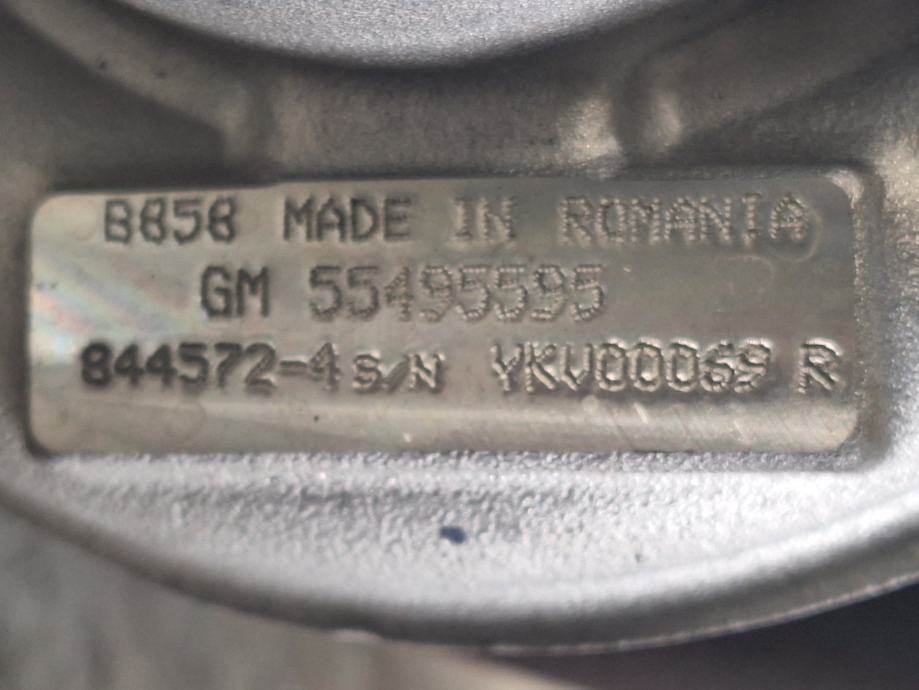 B858 MADE IN ROMANIA
GM 55495595
844572-4 S/N YKV00069 R